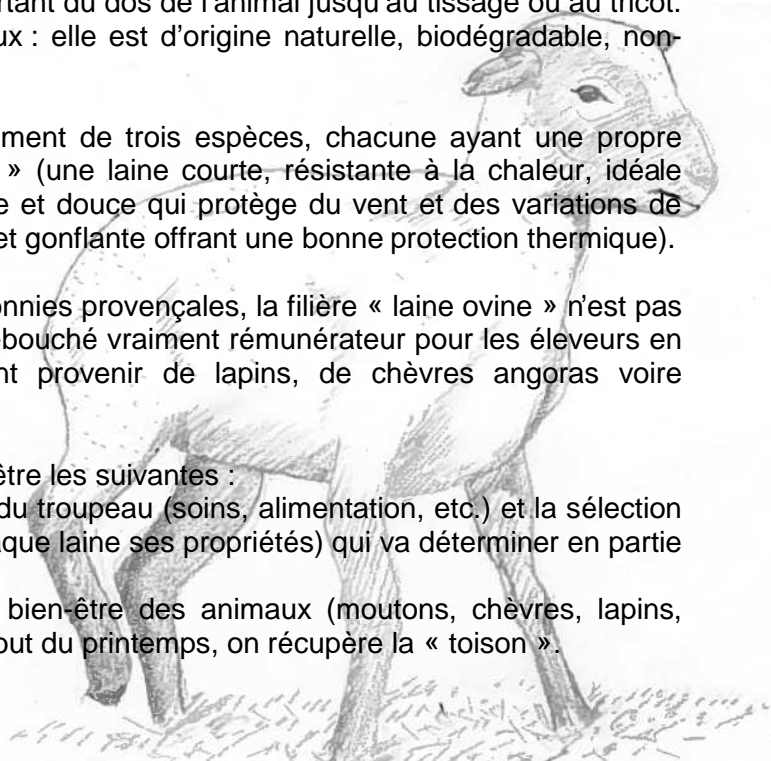 rtant du dos de l'animal jusqu'au tissage ou au tricot.
ux : elle est d'origine naturelle, biodégradable, non-
ment de trois espèces, chacune ayant une propre
» (une laine courte, résistante à la chaleur, idéale
e et douce qui protège du vent et des variations de
et gonflante offrant une bonne protection thermique).
onnies provençales, la filière « laine ovine » n'est pas
ébouché vraiment rémunérateur pour les éleveurs en
nt provenir de lapins, de chèvres angoras voire
être les suivantes :
du troupeau (soins, alimentation, etc.) et la sélection
aque laine ses propriétés) qui va déterminer en partie
bien-être des animaux (moutons, chèvres, lapins,
out du printemps, on récupère la « toison ».